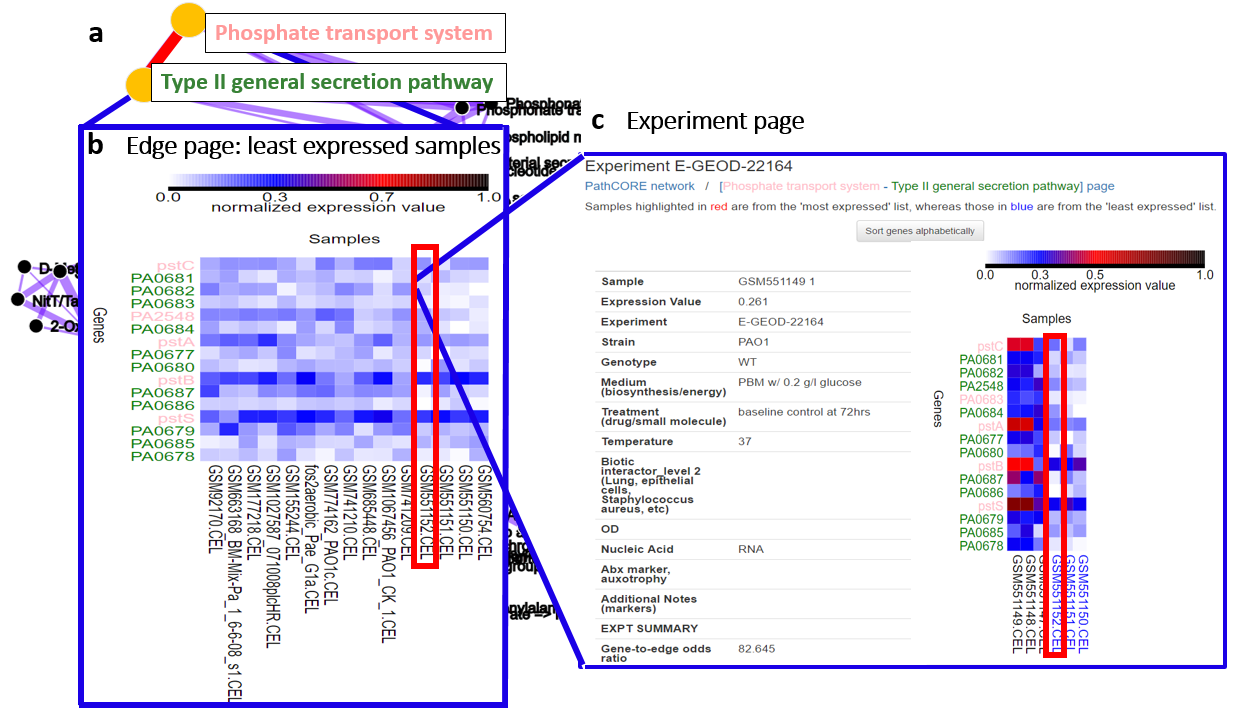 a
Phosphate transport system
Type II general secretion pathway
b Edge page: least expressed samples
0.0 0.3 0.7 1.0
normalized expression value
Samples
Genes
pstC
PA0681
PA0682
PA0683
PA2548
PA0684
pstA
PA0677
PA0680
pstB
PA0687
PA0686
pstS
PA0679
PA0685
PA0678
GSM92170.CEL
GSM663168_BM-Mix-Pa_1_6-6-08_s1.CEL
GSM177218.CEL
GSM1027587_071008plcHR.CEL
GSM155244.CEL
fos2aerobic_Pae_G1a.CEL
GSM774162_PAO1c.CEL
GSM741210.CEL
GSM685448.CEL
GSM1067456_PAO1_CK_1.CEL
GSM741209.CEL
GSM551152.CEL
GSM551151.CEL
GSM551150.CEL
GSM560754.CEL
NitT/Ta
2-Ox
Phosphona
Phosphonate tra
c Experiment page
Experiment E-GEOD-22164
PathCORE network / [Phosphate transport system - Type II general secretion pathway] page
Samples highlighted in red are from the 'most expressed' list, whereas those in blue are from the 'least expressed' list.
Sort genes alphabetically
Sample GSM551149 1
Expression Value 0.261
Experiment E-GEOD-22164
Strain PAO1
Genotype WT
Medium (biosynthesis/energy) PBM w/ 0.2 g/l glucose
Treatment (drug/small molecule) baseline control at 72hrs
Temperature 37
Biotic
interactor_level 2
(Lung, epithelial
cells,
Staphylococcus
aureus, etc)
OD
Nucleic Acid RNA
Abx marker,
auxotrophy
Additional Notes
(markers)
EXPT SUMMARY
Gene-to-edge odds ratio 82.645
0.0 0.3 0.5 1.0
normalized expression value
Samples
Genes
pstC
PA0681
PA0682
PA2548
PA0683
PA0684
pstA
PA0677
PA0680
pstB
PA0687
PA0686
pstS
PA0679
PA0685
PA0678
GSM551149.CEL
GSM551148.CEL
GSM551152.CEL
GSM551151.CEL
GSM551150.CEL